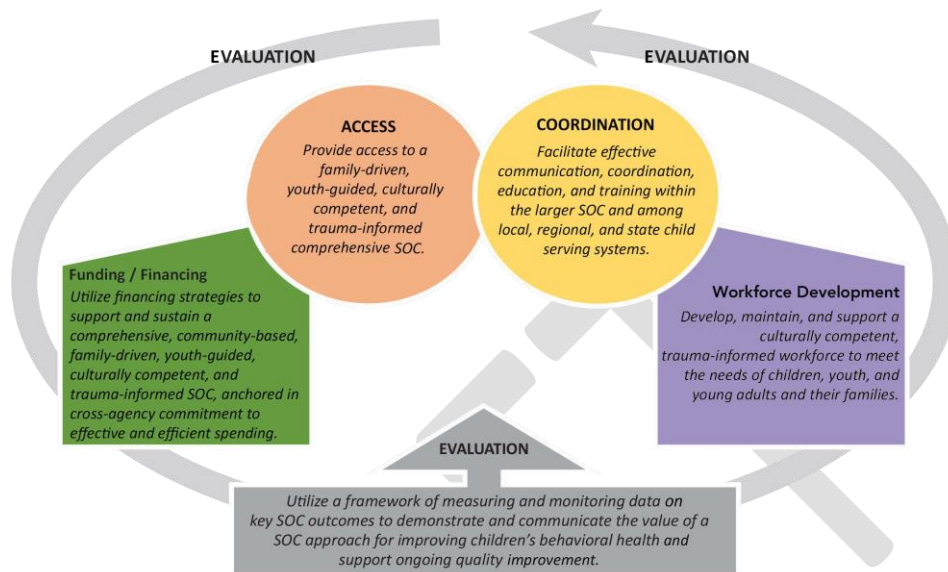 EVALUATION
EVALUATION
ACCESS
Provide access to a
family-driven,
youth-guided, culturally
competent, and
trauma-informed
comprehensive SOC.
COORDINATION
Facilitate effective
communication, coordination,
education, and training within
the larger SOC and among
local, regional, and state child
serving systems.
Funding / Financing
Utilize financing strategies to
support and sustain a
comprehensive, community-based,
family-driven, youth-guided,
culturally competent, and
trauma-informed SOC, anchored in
cross-agency commitment to
effective and efficient spending.
Workforce Development
Develop, maintain, and support a
culturally competent,
trauma-informed workforce to meet
the needs of children, youth, and
young adults and their families.
EVALUATION
Utilize a framework of measuring and monitoring data on
key SOC outcomes to demonstrate and communicate the value of a
SOC approach for improving children's behavioral health and
support ongoing quality improvement.